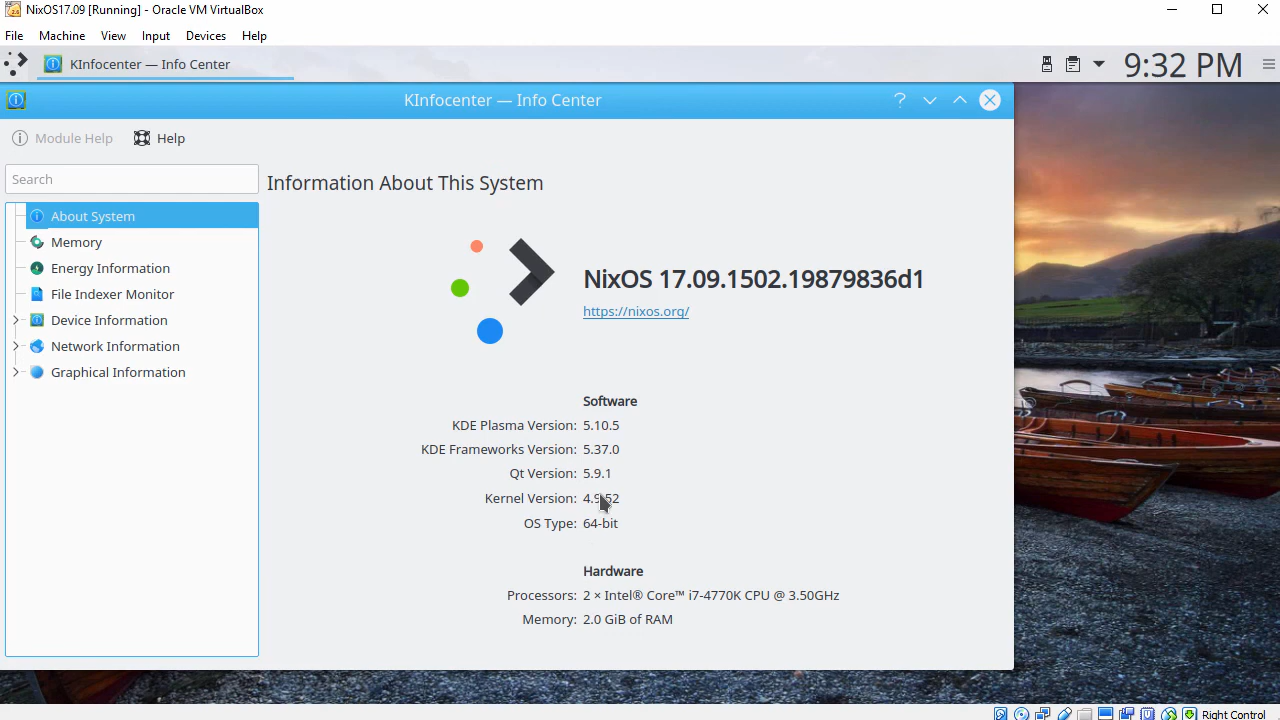 NixOS17.09 [Running] - Oracle VM VirtualBox
File Machine View Input Devices Help
KInfocenter — Info Center
9:32 PM
KInfocenter — Info Center
Module Help Help
Search
Information About This System
About System
Memory
Energy Information
File Indexer Monitor
Device Information
Network Information
Graphical Information
NixOS 17.09.1502.19879836d1
https://nixos.org/
Software
KDE Plasma Version: 5.10.5
KDE Frameworks Version: 5.37.0
Qt Version: 5.9.1
Kernel Version: 4.9.52
OS Type: 64-bit
Hardware
Processors: 2 × Intel® Core™ i7-4770K CPU @ 3.50GHz
Memory: 2.0 GiB of RAM
Right Control